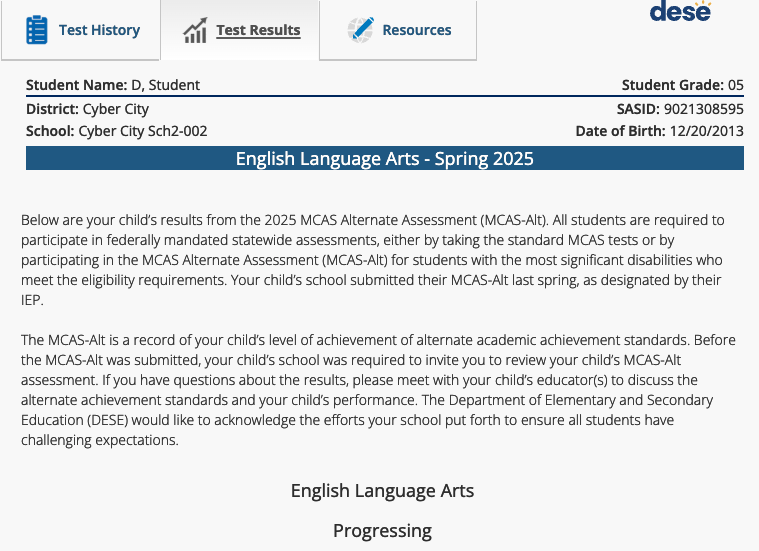 dese
Test History
Test Results
Resources
Student Name: D, Student
Student Grade: 05
District: Cyber City
SASID: 9021308595
School: Cyber City Sch2-002
Date of Birth: 12/20/2013
English Language Arts - Spring 2025
Below are your child's results from the 2025 MCAS Alternate Assessment (MCAS-Alt). All students are required to
participate in federally mandated statewide assessments, either by taking the standard MCAS tests or by
participating in the MCAS Alternate Assessment (MCAS-Alt) for students with the most significant disabilities who
meet the eligibility requirements. Your child's school submitted their MCAS-Alt last spring, as designated by their
IEP.
The MCAS-Alt is a record of your child's level of achievement of alternate academic achievement standards. Before
the MCAS-Alt was submitted, your child's school was required to invite you to review your child's MCAS-Alt
assessment. If you have questions about the results, please meet with your child's educator(s) to discuss the
alternate achievement standards and your child's performance. The Department of Elementary and Secondary
Education (DESE) would like to acknowledge the efforts your school put forth to ensure all students have
challenging expectations.
English Language Arts
Progressing